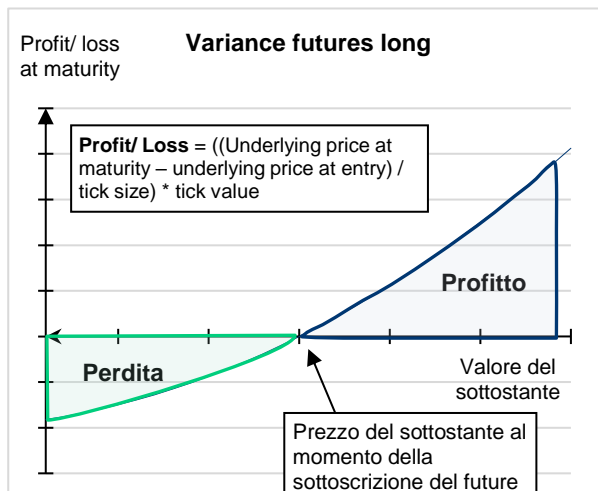 Profit/ loss
at maturity
Variance futures long
Profit/ Loss = ((Underlying price at
maturity – underlying price at entry) /
tick size) * tick value
Profitto
Perdita
Valore del
sottostante
Prezzo del sottostante al
momento della
sottoscrizione del future